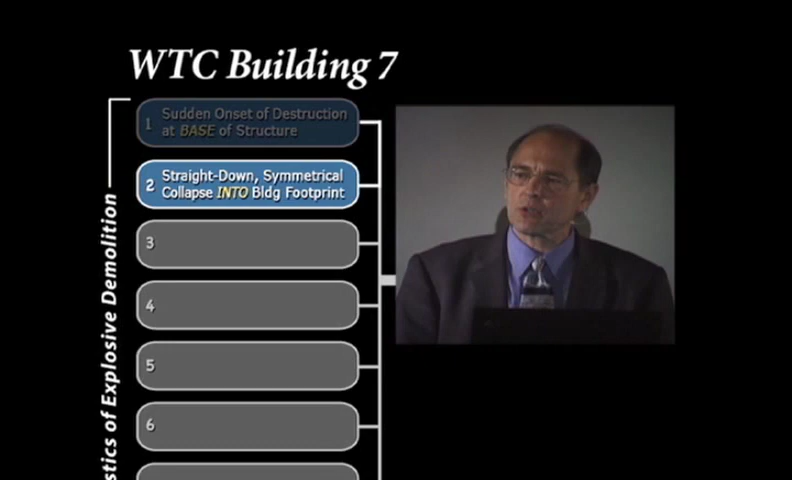 WTC Building 7
1 Sudden Onset of Destruction
at BASE of Structure
2 Straight-Down, Symmetrical
Collapse INTO Bldg Footprint
3
4
5
6
stics of Explosive Demolition